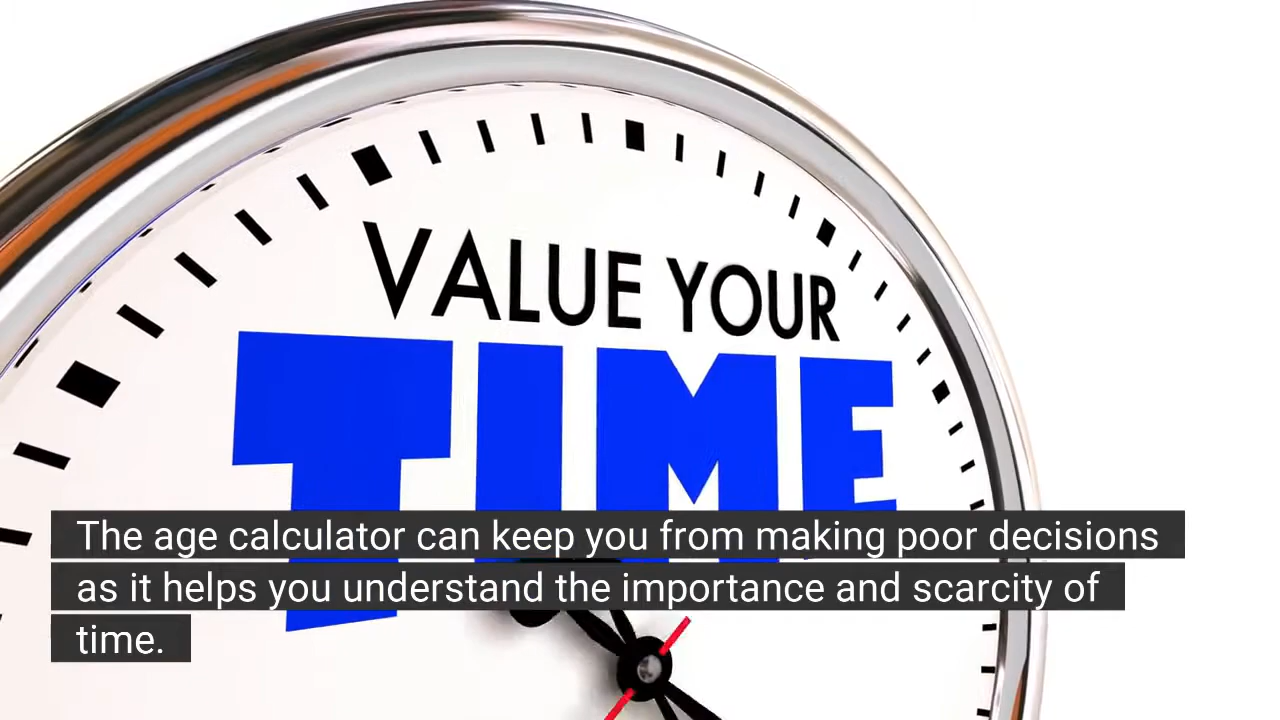 VALUE YOUR
TIME
The age calculator can keep you from making poor decisions
as it helps you understand the importance and scarcity of
time.